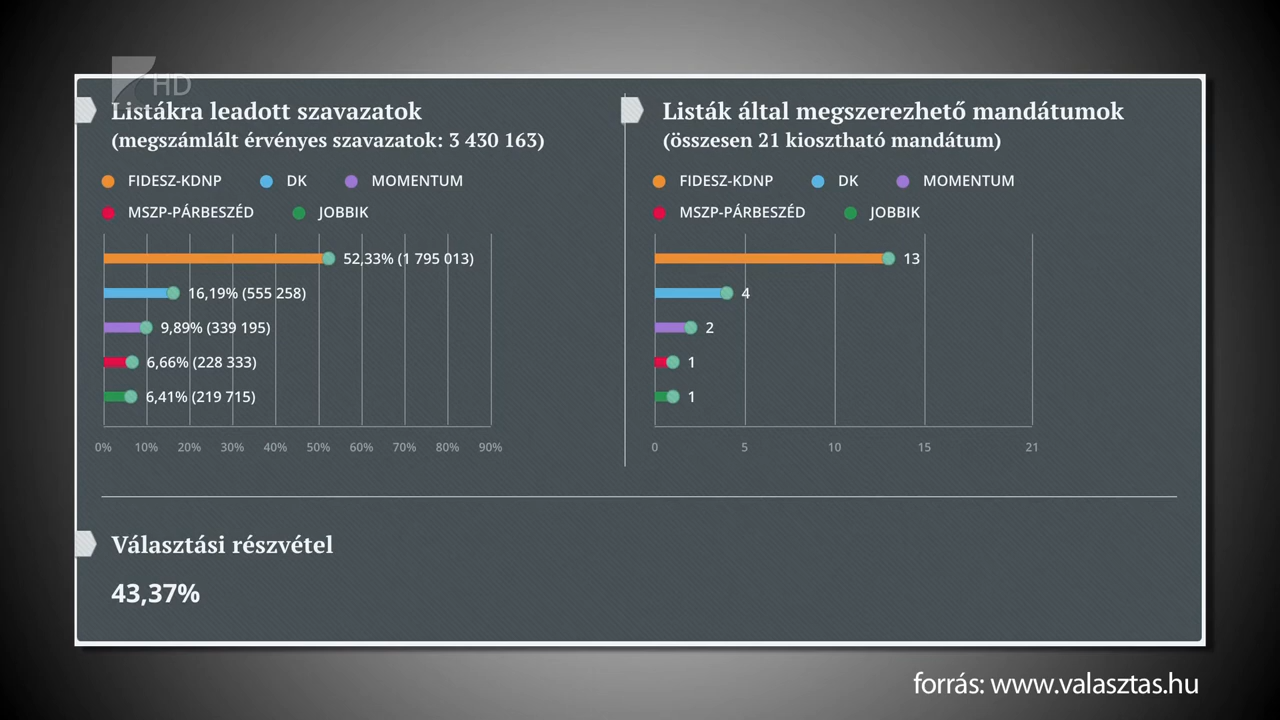 HD
Listákra leadott szavazatok
(megszámlált érvényes szavazatok: 3 430 163)
FIDESZ-KDNP DK MOMENTUM
MSZP-PÁRBESZÉD JOBBIK
52,33% (1 795 013)
16,19% (555 258)
9,89% (339 195)
6,66% (228 333)
6,41% (219 715)
0% 10% 20% 30% 40% 50% 60% 70% 80% 90%
Listák által megszerezhető mandátumok
(összesen 21 kiosztható mandátum)
FIDESZ-KDNP DK MOMENTUM
MSZP-PÁRBESZÉD JOBBIK
13
4
2
1
1
0 5 10 15 21
Választási részvétel
43,37%
forrás: www.valasztas.hu